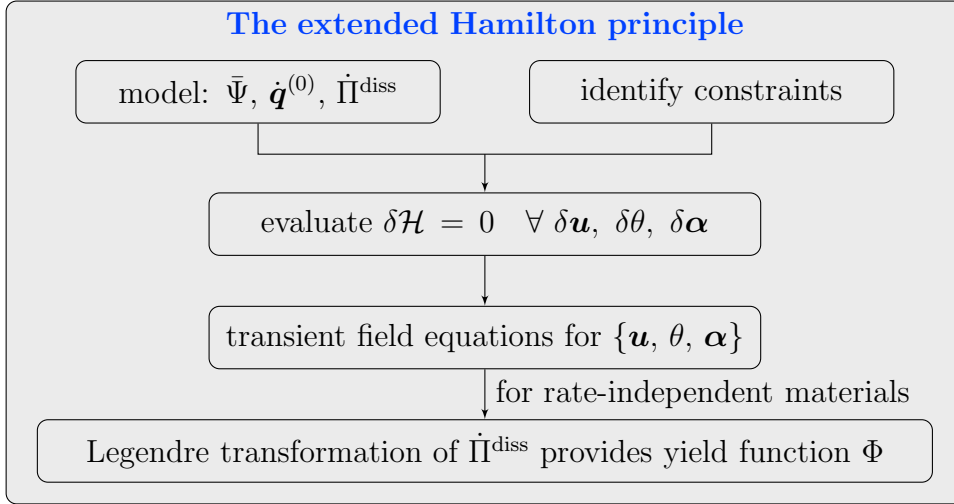 The extended Hamilton principle
model: Ψ̄, q̇⁽⁰⁾, Π̇ᵈⁱˢˢ
identify constraints
evaluate δℋ = 0 ∀ δ𝒖, δθ, δ𝜶
transient field equations for {𝒖, θ, 𝜶}
for rate-independent materials
Legendre transformation of Π̇ᵈⁱˢˢ provides yield function Φ